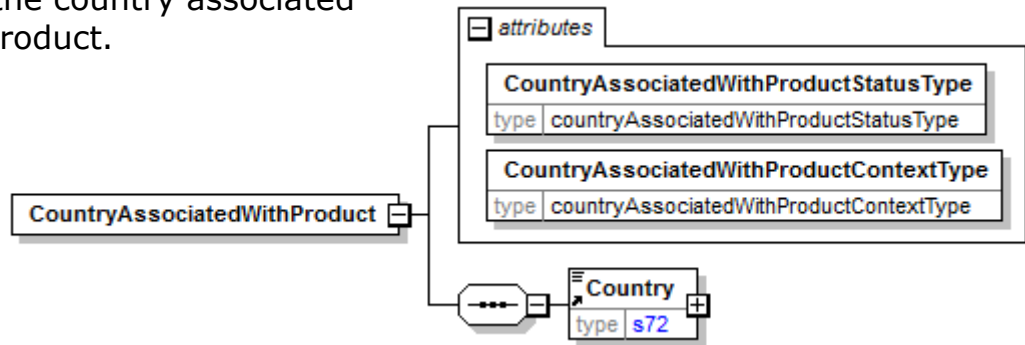 the country associated
roduct.
attributes
CountryAssociatedWithProductStatusType
type countryAssociatedWithProductStatusType
CountryAssociatedWithProductContextType
type countryAssociatedWithProductContextType
CountryAssociatedWithProduct
Country
type s72